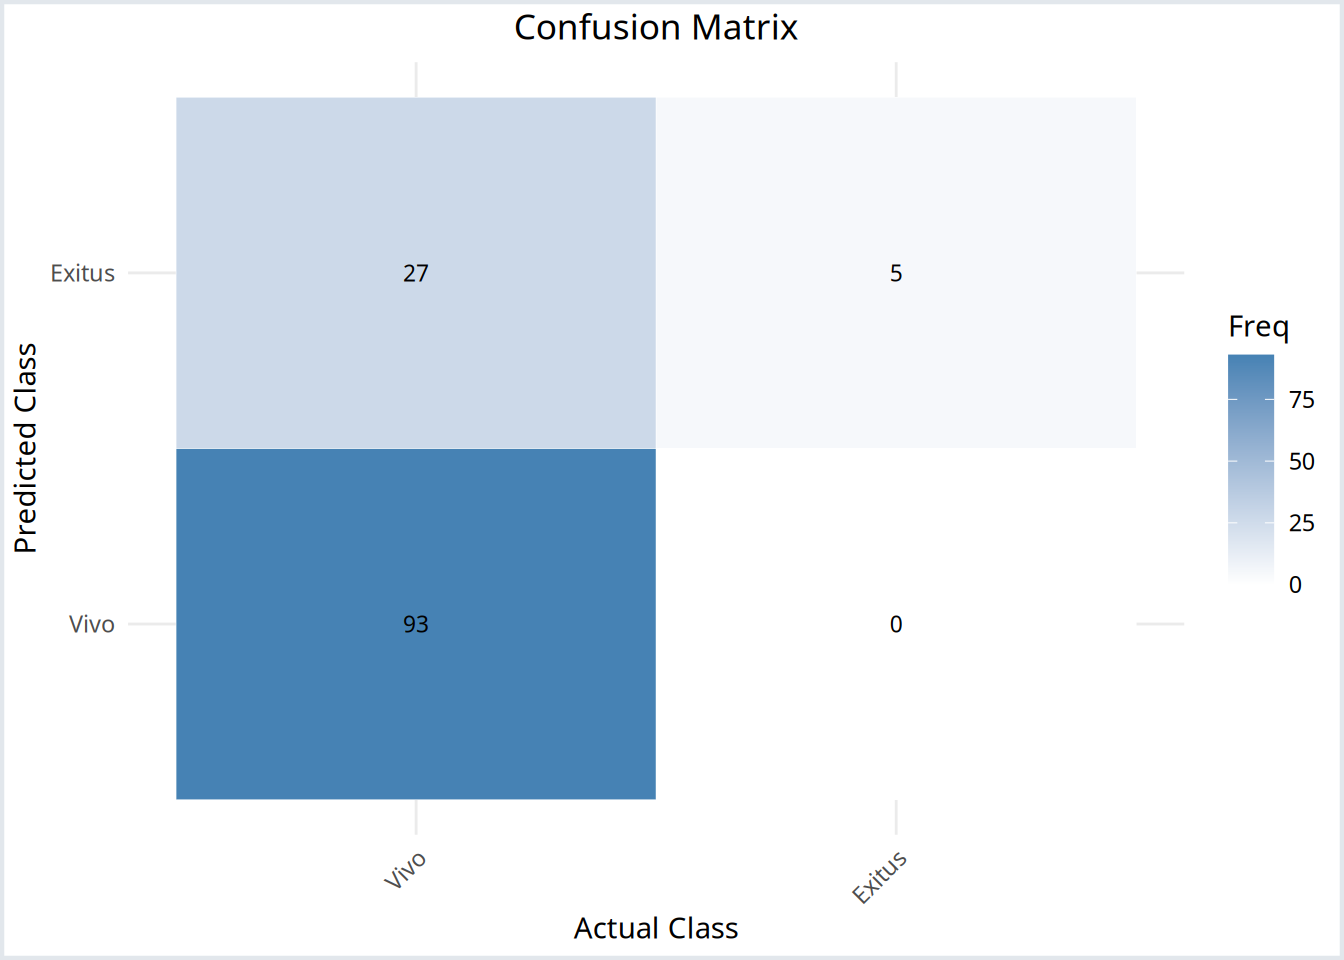 Confusion Matrix
Exitus
27
5
Vivo
93
0
Vivo
Exitus
Actual Class
Predicted Class
Freq
75
50
25
0